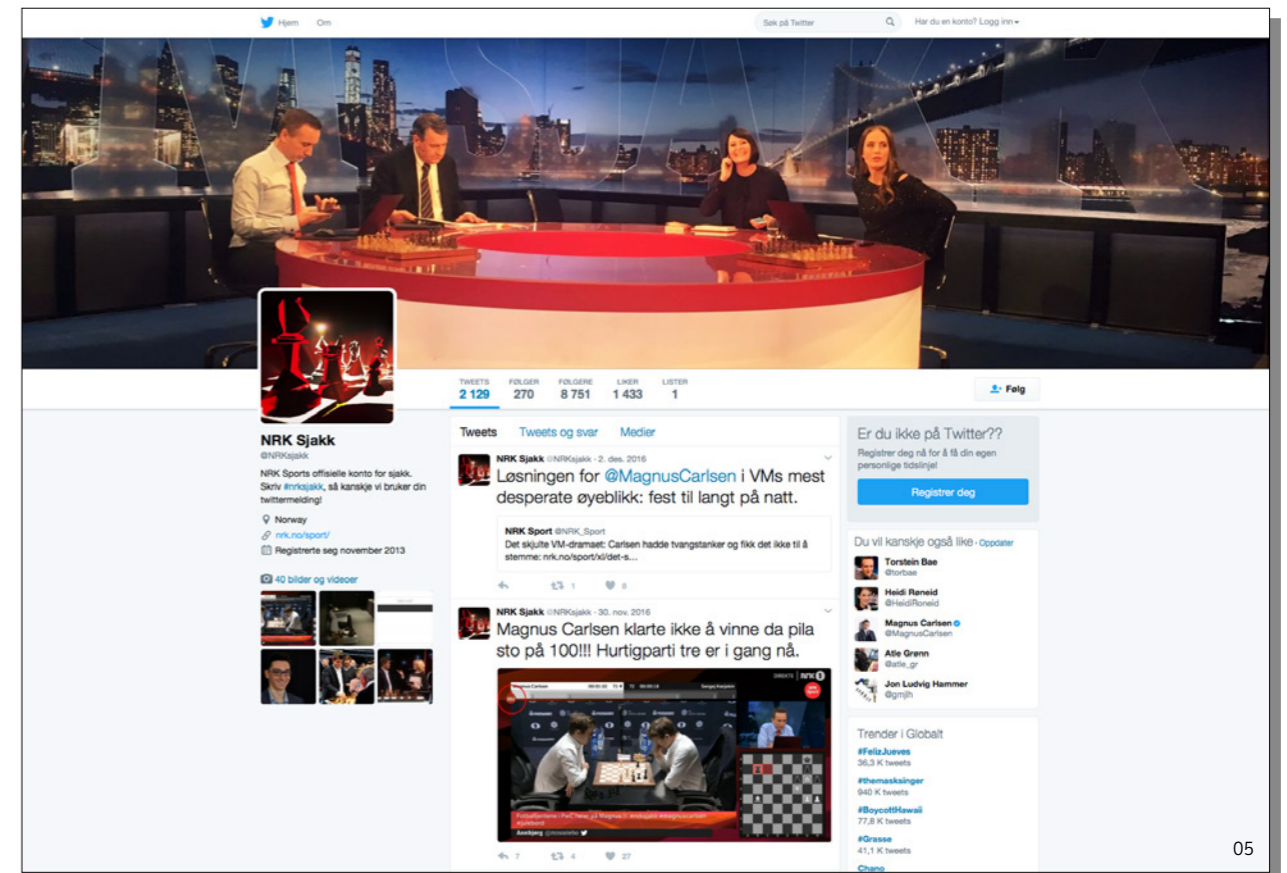 Hjem Om Søk på Twitter Har du en konto? Logg inn
TWEETS FØLGER FØLGERE LIKER LISTER
2 129 270 8 751 1 433 1
Følg
NRK Sjakk
@NRKsjakk
NRK Sports offisielle konto for sjakk.
Skriv #nrksjakk, så kanskje vi bruker din
twittermelding!
Norway
nrk.no/sport/
Registrerte seg november 2013
40 bilder og videoer
Tweets Tweets og svar Medier
NRK Sjakk @NRKsjakk · 2. des. 2016
Løsningen for @MagnusCarlsen i VMs mest
desperate øyeblikk: fest til langt på natt.
NRK Sport @NRK_Sport
Det skjulte VM-dramaet: Carlsen hadde tvangstanker og fikk det ikke til å
stemme: nrk.no/sport/xl/det-s...
1 8
NRK Sjakk @NRKsjakk · 30. nov. 2016
Magnus Carlsen klarte ikke å vinne da pila
sto på 100!!! Hurtigparti tre er i gang nå.
DIREKTE nrk 1
Magnus Carlsen
Sergej Karjakin
#julebord
7 4 27
Er du ikke på Twitter??
Registrer deg nå for å få din egen
personlige tidslinje!
Registrer deg
Du vil kanskje også like · Oppdater
Torstein Bae
@torbae
Heidi Røneid
@HeidiRoneid
Magnus Carlsen
@MagnusCarlsen
Atle Grønn
@atle_gr
Jon Ludvig Hammer
@gmjlh
Trender i Globalt
#FelizJueves
36,3 K tweets
#themasksinger
940 K tweets
#BoycottHawaii
77,8 K tweets
#Grasse
41,1 K tweets
Chano
05